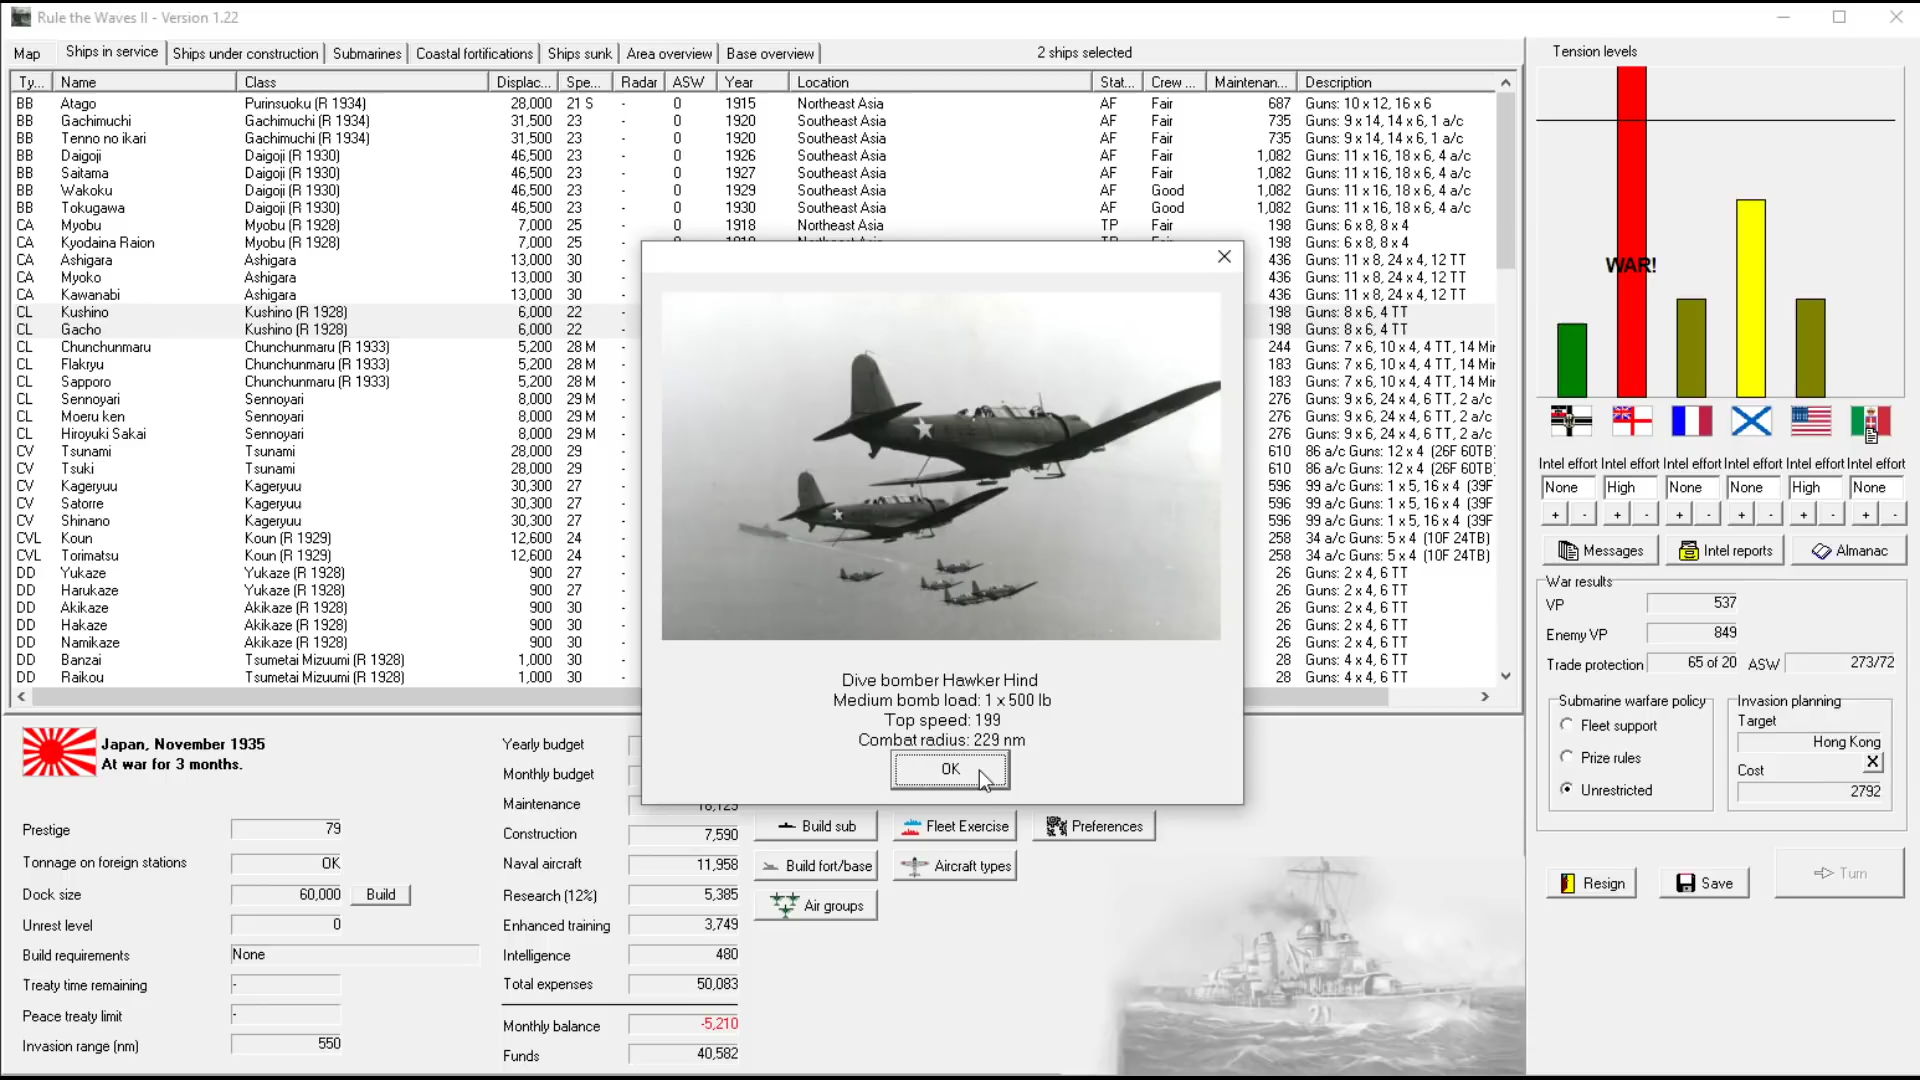 Rule the Waves II - Version 1.22
Map Ships in service Ships under construction Submarines Coastal fortifications Ships sunk Area overview Base overview 2 ships selected
Ty... Name Class Displac... Spe... Radar ASW Year Location Stat... Crew ... Maintenan... Description
BB Atago Purinsuoku (R 1934) 28,000 21 S - 0 1915 Northeast Asia AF Fair 687 Guns: 10 x 12, 16 x 6
BB Gachimuchi Gachimuchi (R 1934) 31,500 23 - 0 1920 Southeast Asia AF Fair 735 Guns: 9 x 14, 14 x 6, 1 a/c
BB Tenno no ikari Gachimuchi (R 1934) 31,500 23 - 0 1920 Southeast Asia AF Fair 735 Guns: 9 x 14, 14 x 6, 1 a/c
BB Daigoji Daigoji (R 1930) 46,500 23 - 0 1926 Southeast Asia AF Fair 1,082 Guns: 11 x 16, 18 x 6, 4 a/c
BB Saitama Daigoji (R 1930) 46,500 23 - 0 1927 Southeast Asia AF Fair 1,082 Guns: 11 x 16, 18 x 6, 4 a/c
BB Wakoku Daigoji (R 1930) 46,500 23 - 0 1929 Southeast Asia AF Good 1,082 Guns: 11 x 16, 18 x 6, 4 a/c
BB Tokugawa Daigoji (R 1930) 46,500 23 - 0 1930 Southeast Asia AF Good 1,082 Guns: 11 x 16, 18 x 6, 4 a/c
CA Myobu Myobu (R 1928) 7,000 25 - 0 1918 Northeast Asia TP Fair 198 Guns: 6 x 8, 8 x 4
CA Kyodaina Raion Myobu (R 1928) 7,000 25 - 198 Guns: 6 x 8, 8 x 4
CA Ashigara Ashigara 13,000 30 - 436 Guns: 11 x 8, 24 x 4, 12 TT
CA Myoko Ashigara 13,000 30 - 436 Guns: 11 x 8, 24 x 4, 12 TT
CA Kawanabi Ashigara 13,000 30 - 436 Guns: 11 x 8, 24 x 4, 12 TT
CL Kushino Kushino (R 1928) 6,000 22 - 198 Guns: 8 x 6, 4 TT
CL Gacho Kushino (R 1928) 6,000 22 - 198 Guns: 8 x 6, 4 TT
CL Chunchunmaru Chunchunmaru (R 1933) 5,200 28 M - 244 Guns: 7 x 6, 10 x 4, 4 TT, 14 Mi
CL Flakryu Chunchunmaru (R 1933) 5,200 28 M - 183 Guns: 7 x 6, 10 x 4, 4 TT, 14 Mi
CL Sapporo Chunchunmaru (R 1933) 5,200 28 M - 183 Guns: 7 x 6, 10 x 4, 4 TT, 14 Mi
CL Sennoyari Sennoyari 8,000 29 M - 276 Guns: 9 x 6, 24 x 4, 6 TT, 2 a/c
CL Moeru ken Sennoyari 8,000 29 M - 276 Guns: 9 x 6, 24 x 4, 6 TT, 2 a/c
CL Hiroyuki Sakai Sennoyari 8,000 29 M - 276 Guns: 9 x 6, 24 x 4, 6 TT, 2 a/c
CV Tsunami Tsunami 28,000 29 - 610 86 a/c Guns: 12 x 4 (26F 60TB
CV Tsuki Tsunami 28,000 29 - 610 86 a/c Guns: 12 x 4 (26F 60TB
CV Kageryuu Kageryuu 30,300 27 - 596 99 a/c Guns: 1 x 5, 16 x 4 (39F
CV Satorre Kageryuu 30,300 27 - 596 99 a/c Guns: 1 x 5, 16 x 4 (39F
CV Shinano Kageryuu 30,300 27 - 596 99 a/c Guns: 1 x 5, 16 x 4 (39F
CVL Koun Koun (R 1929) 12,600 24 - 258 34 a/c Guns: 5 x 4 (10F 24TB)
CVL Torimatsu Koun (R 1929) 12,600 24 - 258 34 a/c Guns: 5 x 4 (10F 24TB)
DD Yukaze Yukaze (R 1928) 900 27 - 26 Guns: 2 x 4, 6 TT
DD Harukaze Yukaze (R 1928) 900 27 - 26 Guns: 2 x 4, 6 TT
DD Akikaze Akikaze (R 1928) 900 30 - 26 Guns: 2 x 4, 6 TT
DD Hakaze Akikaze (R 1928) 900 30 - 26 Guns: 2 x 4, 6 TT
DD Namikaze Akikaze (R 1928) 900 30 - 26 Guns: 2 x 4, 6 TT
DD Banzai Tsumetai Mizuumi (R 1928) 1,000 30 - 28 Guns: 4 x 4, 6 TT
DD Raikou Tsumetai Mizuumi (R 1928) 1,000 30 - 28 Guns: 4 x 4, 6 TT
Dive bomber Hawker Hind
Medium bomb load: 1 x 500 lb
Top speed: 199
Combat radius: 229 nm
OK
Japan, November 1935
At war for 3 months.
Prestige 79
Tonnage on foreign stations OK
Dock size 60,000 Build
Unrest level 0
Build requirements None
Treaty time remaining -
Peace treaty limit -
Invasion range (nm) 550
Yearly budget
Monthly budget
Maintenance
Construction 7,590
Naval aircraft 11,958
Research (12%) 5,385
Enhanced training 3,749
Intelligence 480
Total expenses 50,083
Monthly balance -5,210
Funds 40,582
Build sub Fleet Exercise Preferences
Build fort/base Aircraft types
Air groups
Tension levels
WAR!
Intel effort Intel effort Intel effort Intel effort Intel effort Intel effort
None High None None High None
+ - + - + - + - + - + -
Messages Intel reports Almanac
War results
VP 537
Enemy VP 849
Trade protection 65 of 20 ASW 273/72
Submarine warfare policy
Fleet support
Prize rules
Unrestricted
Invasion planning
Target
Hong Kong
X
Cost
2792
Resign Save Turn